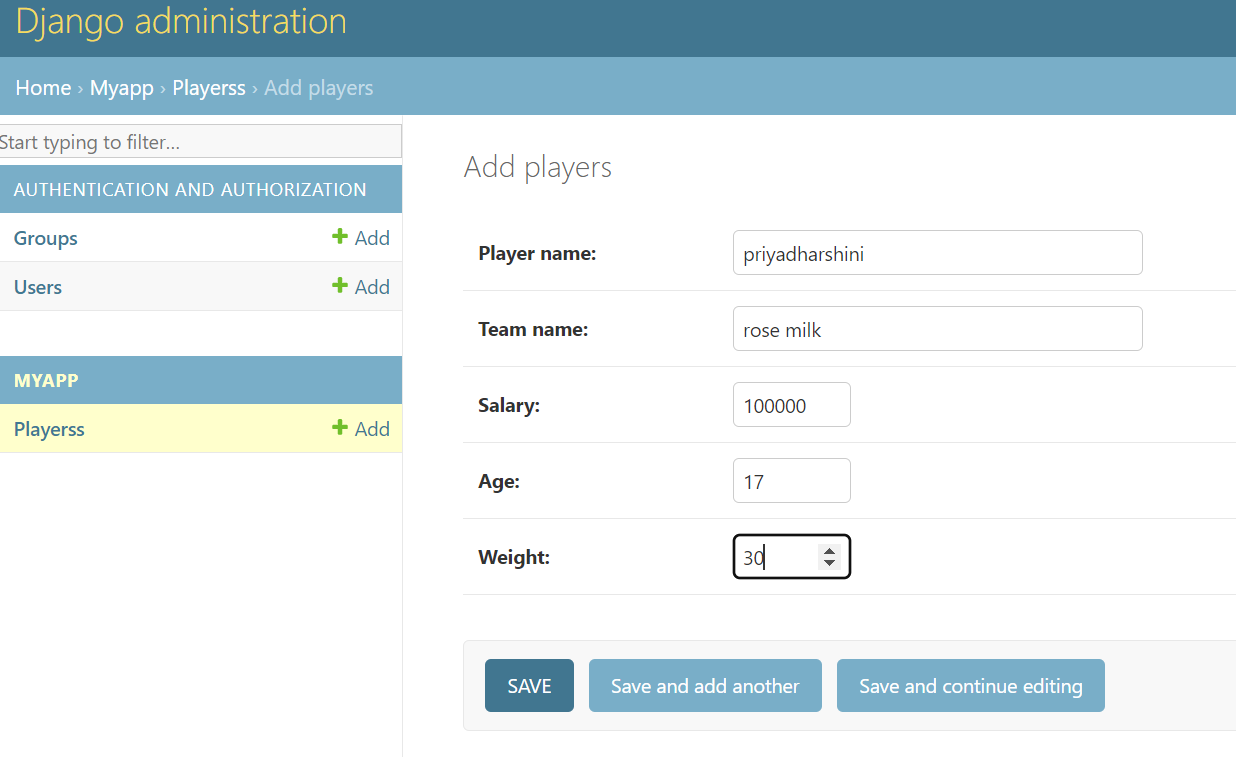 Django administration
Home › Myapp › Playerss › Add players
Start typing to filter...
AUTHENTICATION AND AUTHORIZATION
Groups + Add
Users + Add
MYAPP
Playerss + Add
Add players
Player name: priyadharshini
Team name: rose milk
Salary: 100000
Age: 17
Weight: 30
SAVE Save and add another Save and continue editing